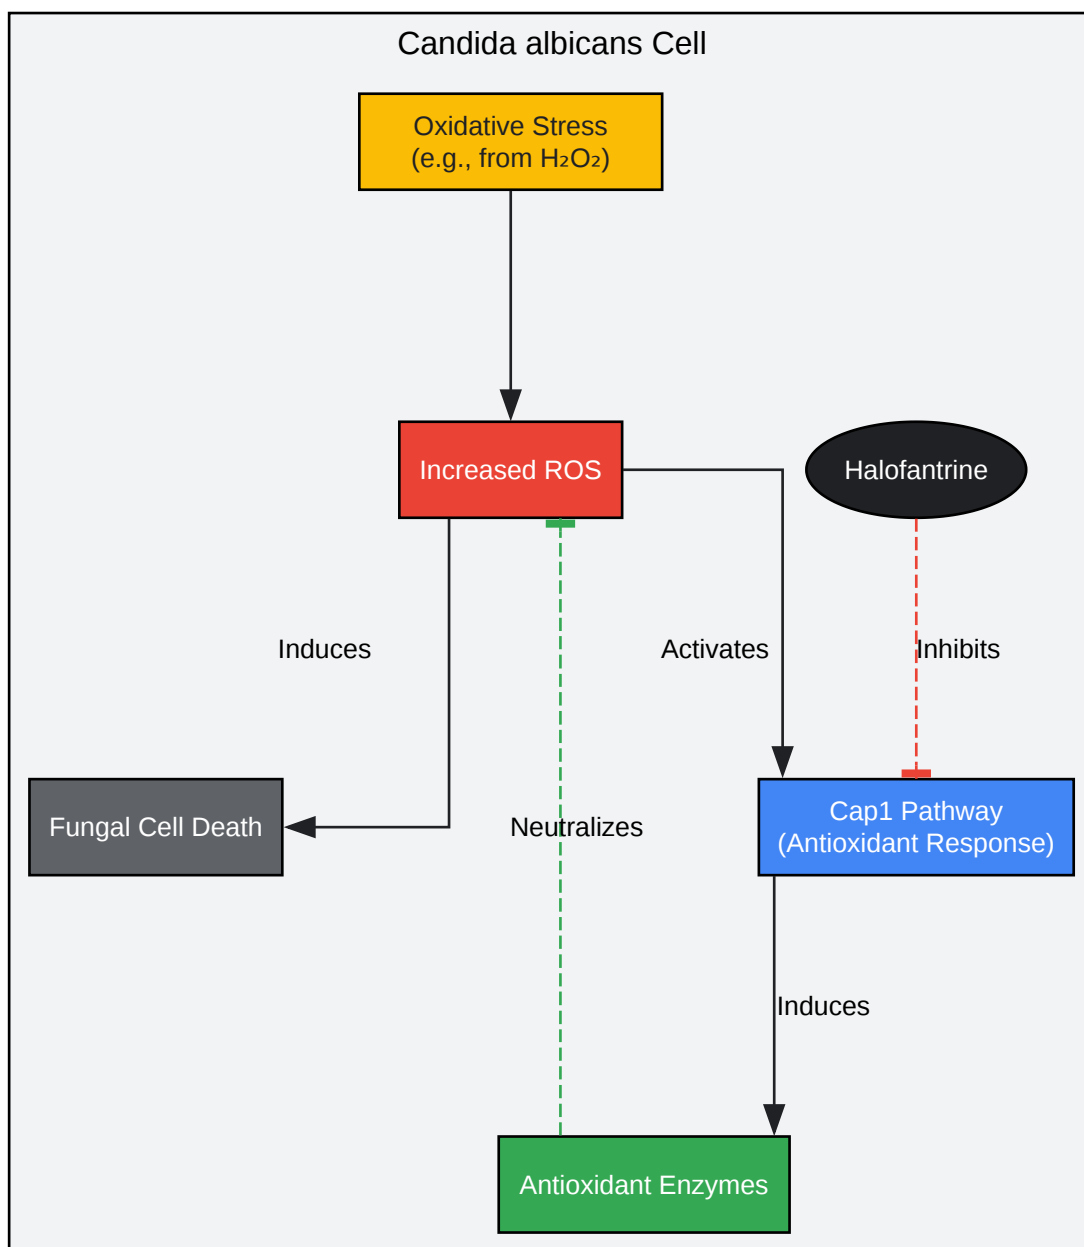 Candida albicans Cell
Oxidative Stress
(e.g., from H₂O₂)
Increased ROS
Halofantrine
Induces
Activates
Inhibits
Fungal Cell Death
Neutralizes
Cap1 Pathway
(Antioxidant Response)
Induces
Antioxidant Enzymes